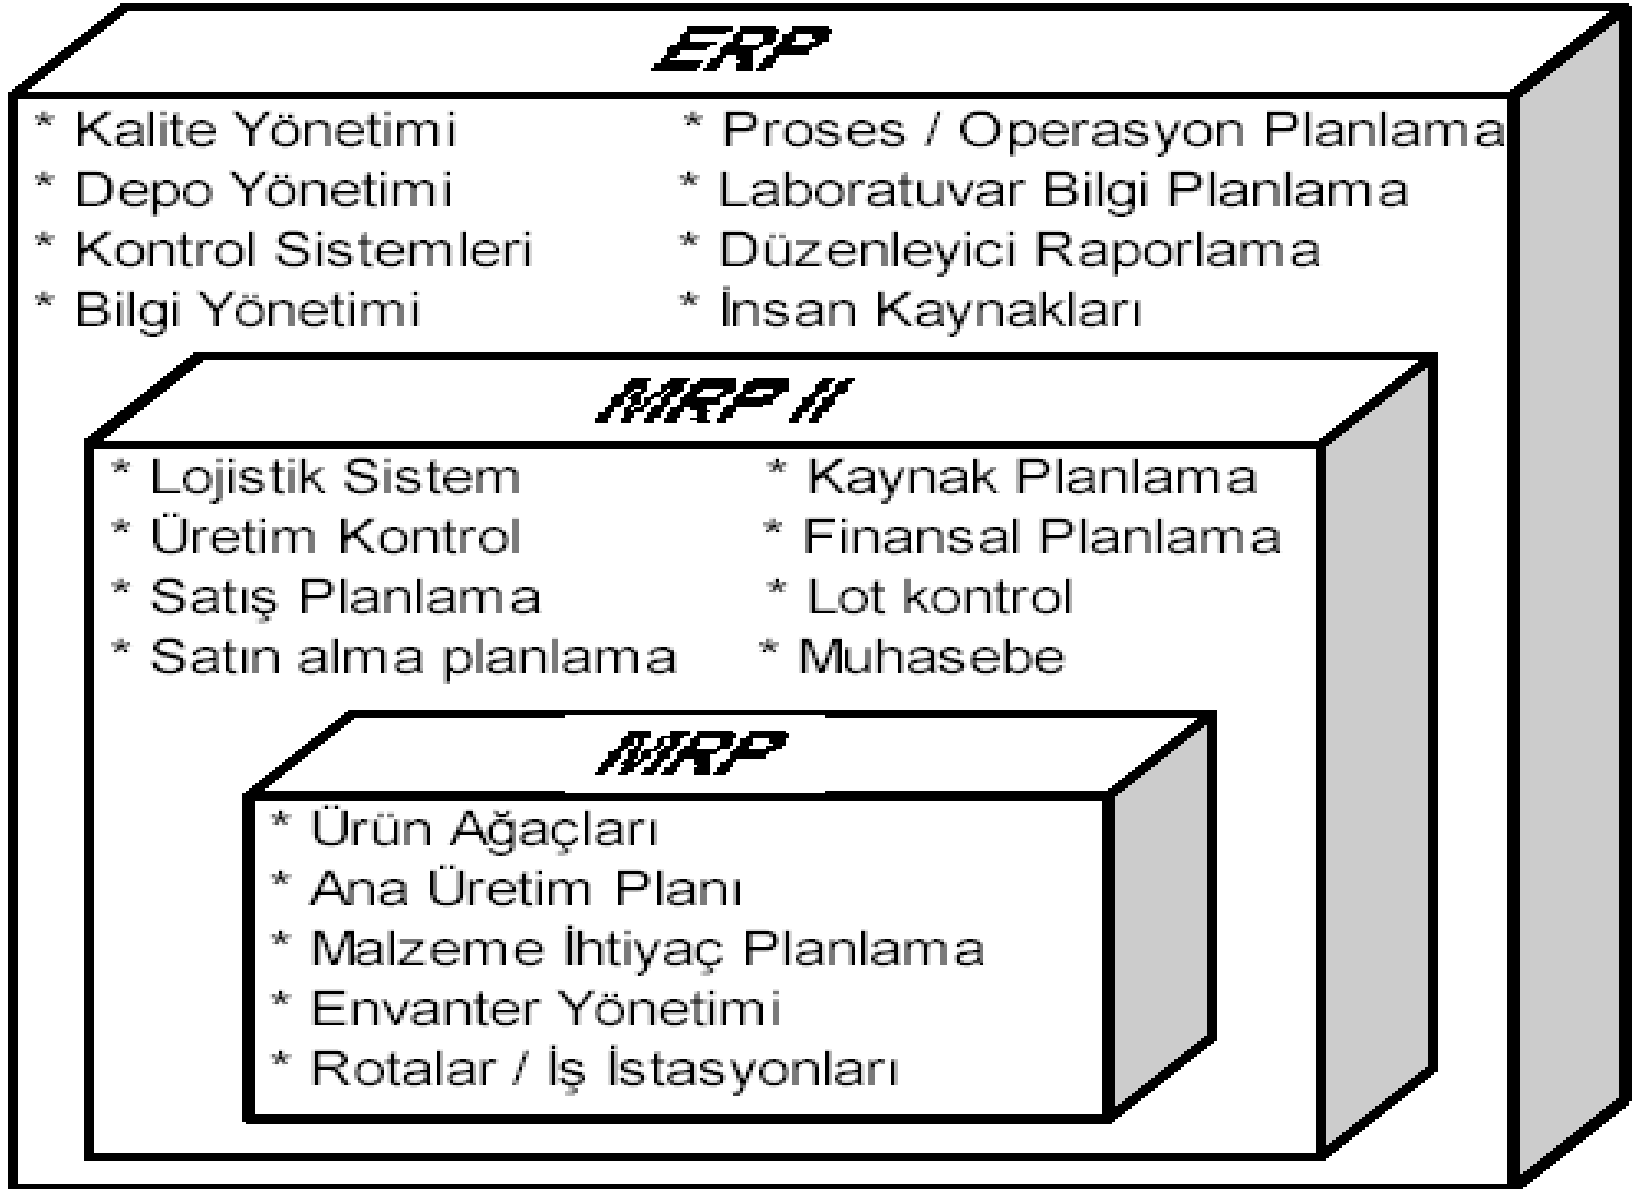 ERP
* Kalite Yönetimi * Proses / Operasyon Planlama
* Depo Yönetimi * Laboratuvar Bilgi Planlama
* Kontrol Sistemleri * Düzenleyici Raporlama
* Bilgi Yönetimi * İnsan Kaynakları
MRP II
* Lojistik Sistem * Kaynak Planlama
* Üretim Kontrol * Finansal Planlama
* Satış Planlama * Lot kontrol
* Satın alma planlama * Muhasebe
MRP
* Ürün Ağaçları
* Ana Üretim Planı
* Malzeme İhtiyaç Planlama
* Envanter Yönetimi
* Rotalar / İş İstasyonları